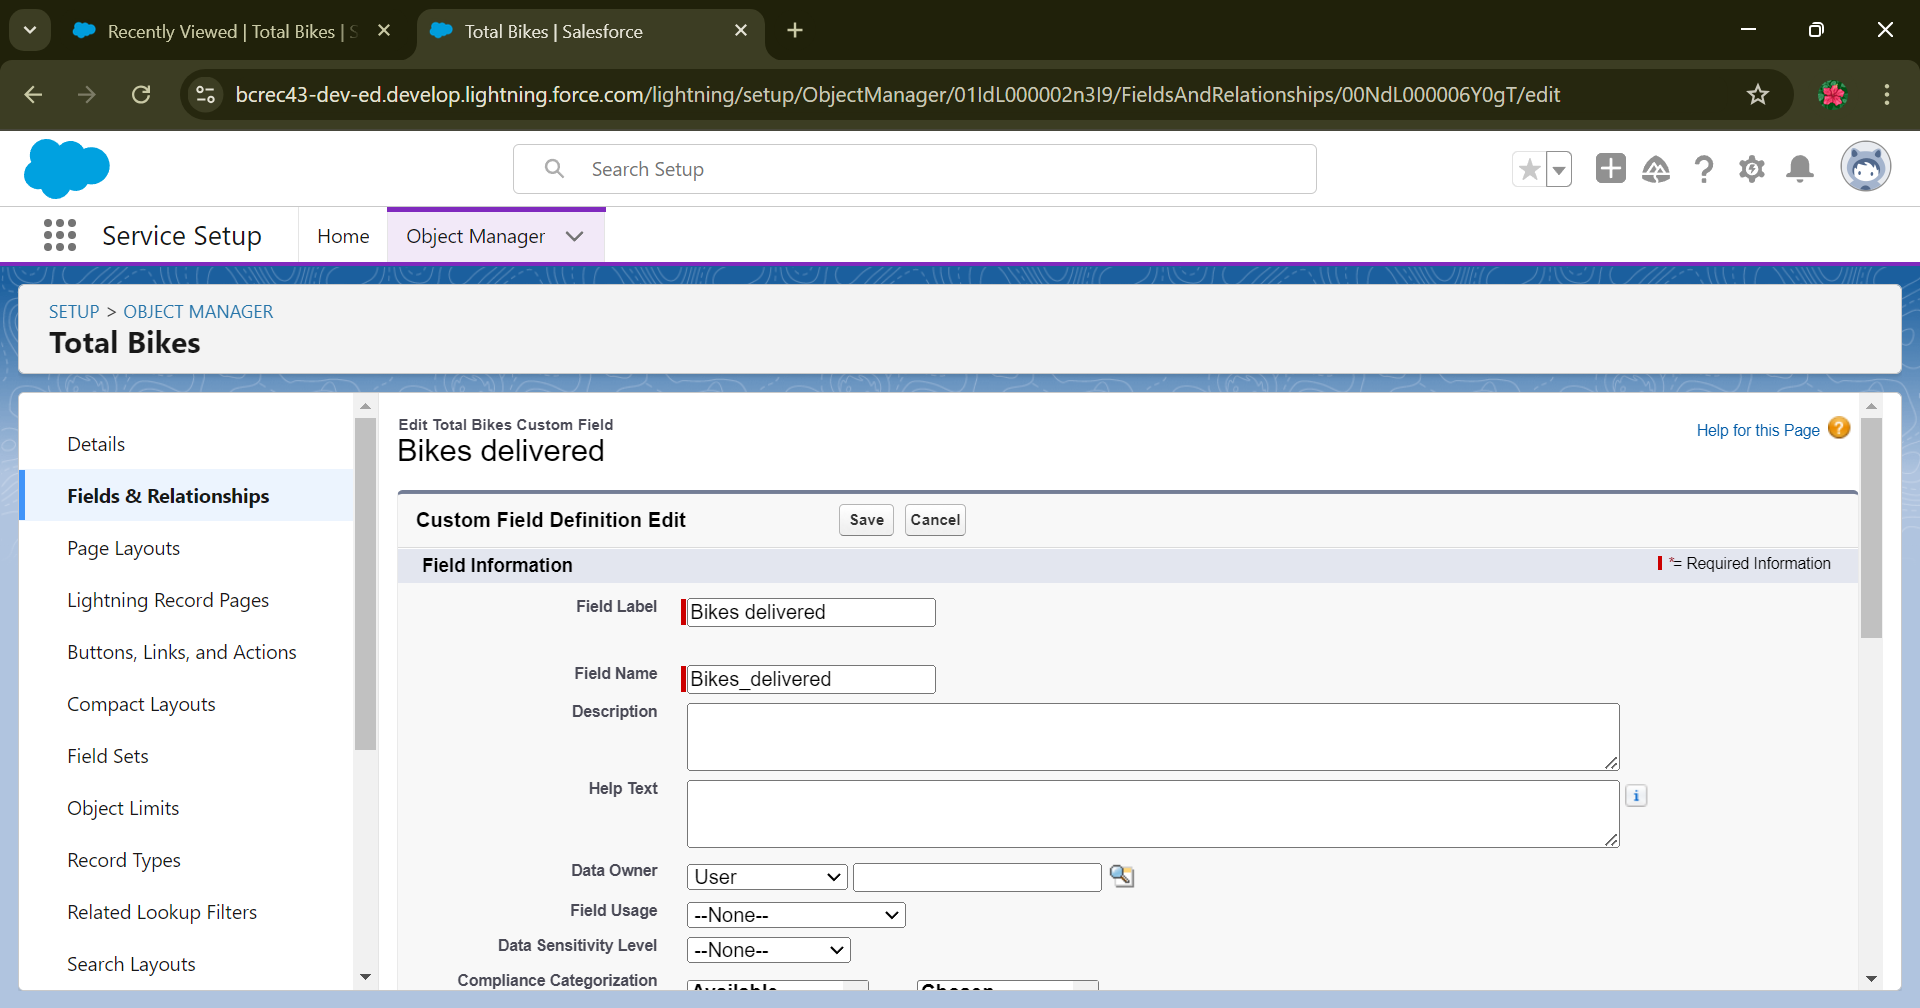 Recently Viewed | Total Bikes |
Total Bikes | Salesforce
bcrec43-dev-ed.develop.lightning.force.com/lightning/setup/ObjectManager/01IdL000002n3I9/FieldsAndRelationships/00NdL000006Y0gT/edit
Search Setup
Service Setup
Home
Object Manager
SETUP > OBJECT MANAGER
Total Bikes
Details
Fields & Relationships
Page Layouts
Lightning Record Pages
Buttons, Links, and Actions
Compact Layouts
Field Sets
Object Limits
Record Types
Related Lookup Filters
Search Layouts
Edit Total Bikes Custom Field
Bikes delivered
Help for this Page
Custom Field Definition Edit
Save
Cancel
Field Information
*= Required Information
Field Label
Bikes delivered
Field Name
Bikes_delivered
Description
Help Text
Data Owner
User
Field Usage
--None--
Data Sensitivity Level
--None--
Compliance Categorization
Available
Chosen